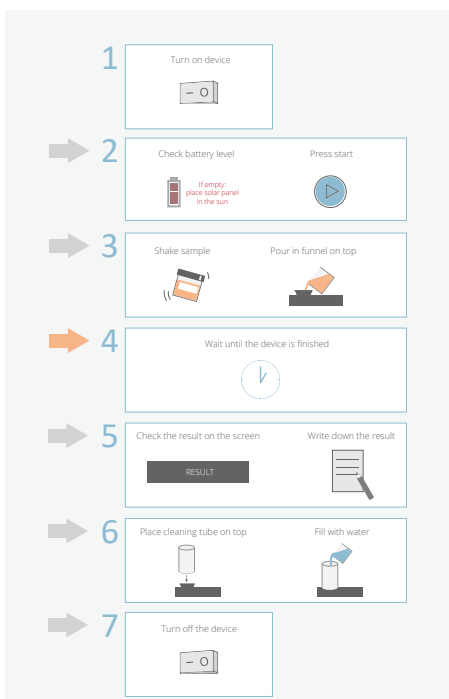 1
Turn on device
– O
2
Check battery level
Press start
If empty:
place solar panel
in the sun
3
Shake sample
Pour in funnel on top
4
Wait until the device is finished
5
Check the result on the screen
Write down the result
RESULT
6
Place cleaning tube on top
Fill with water
7
Turn off the device
– O